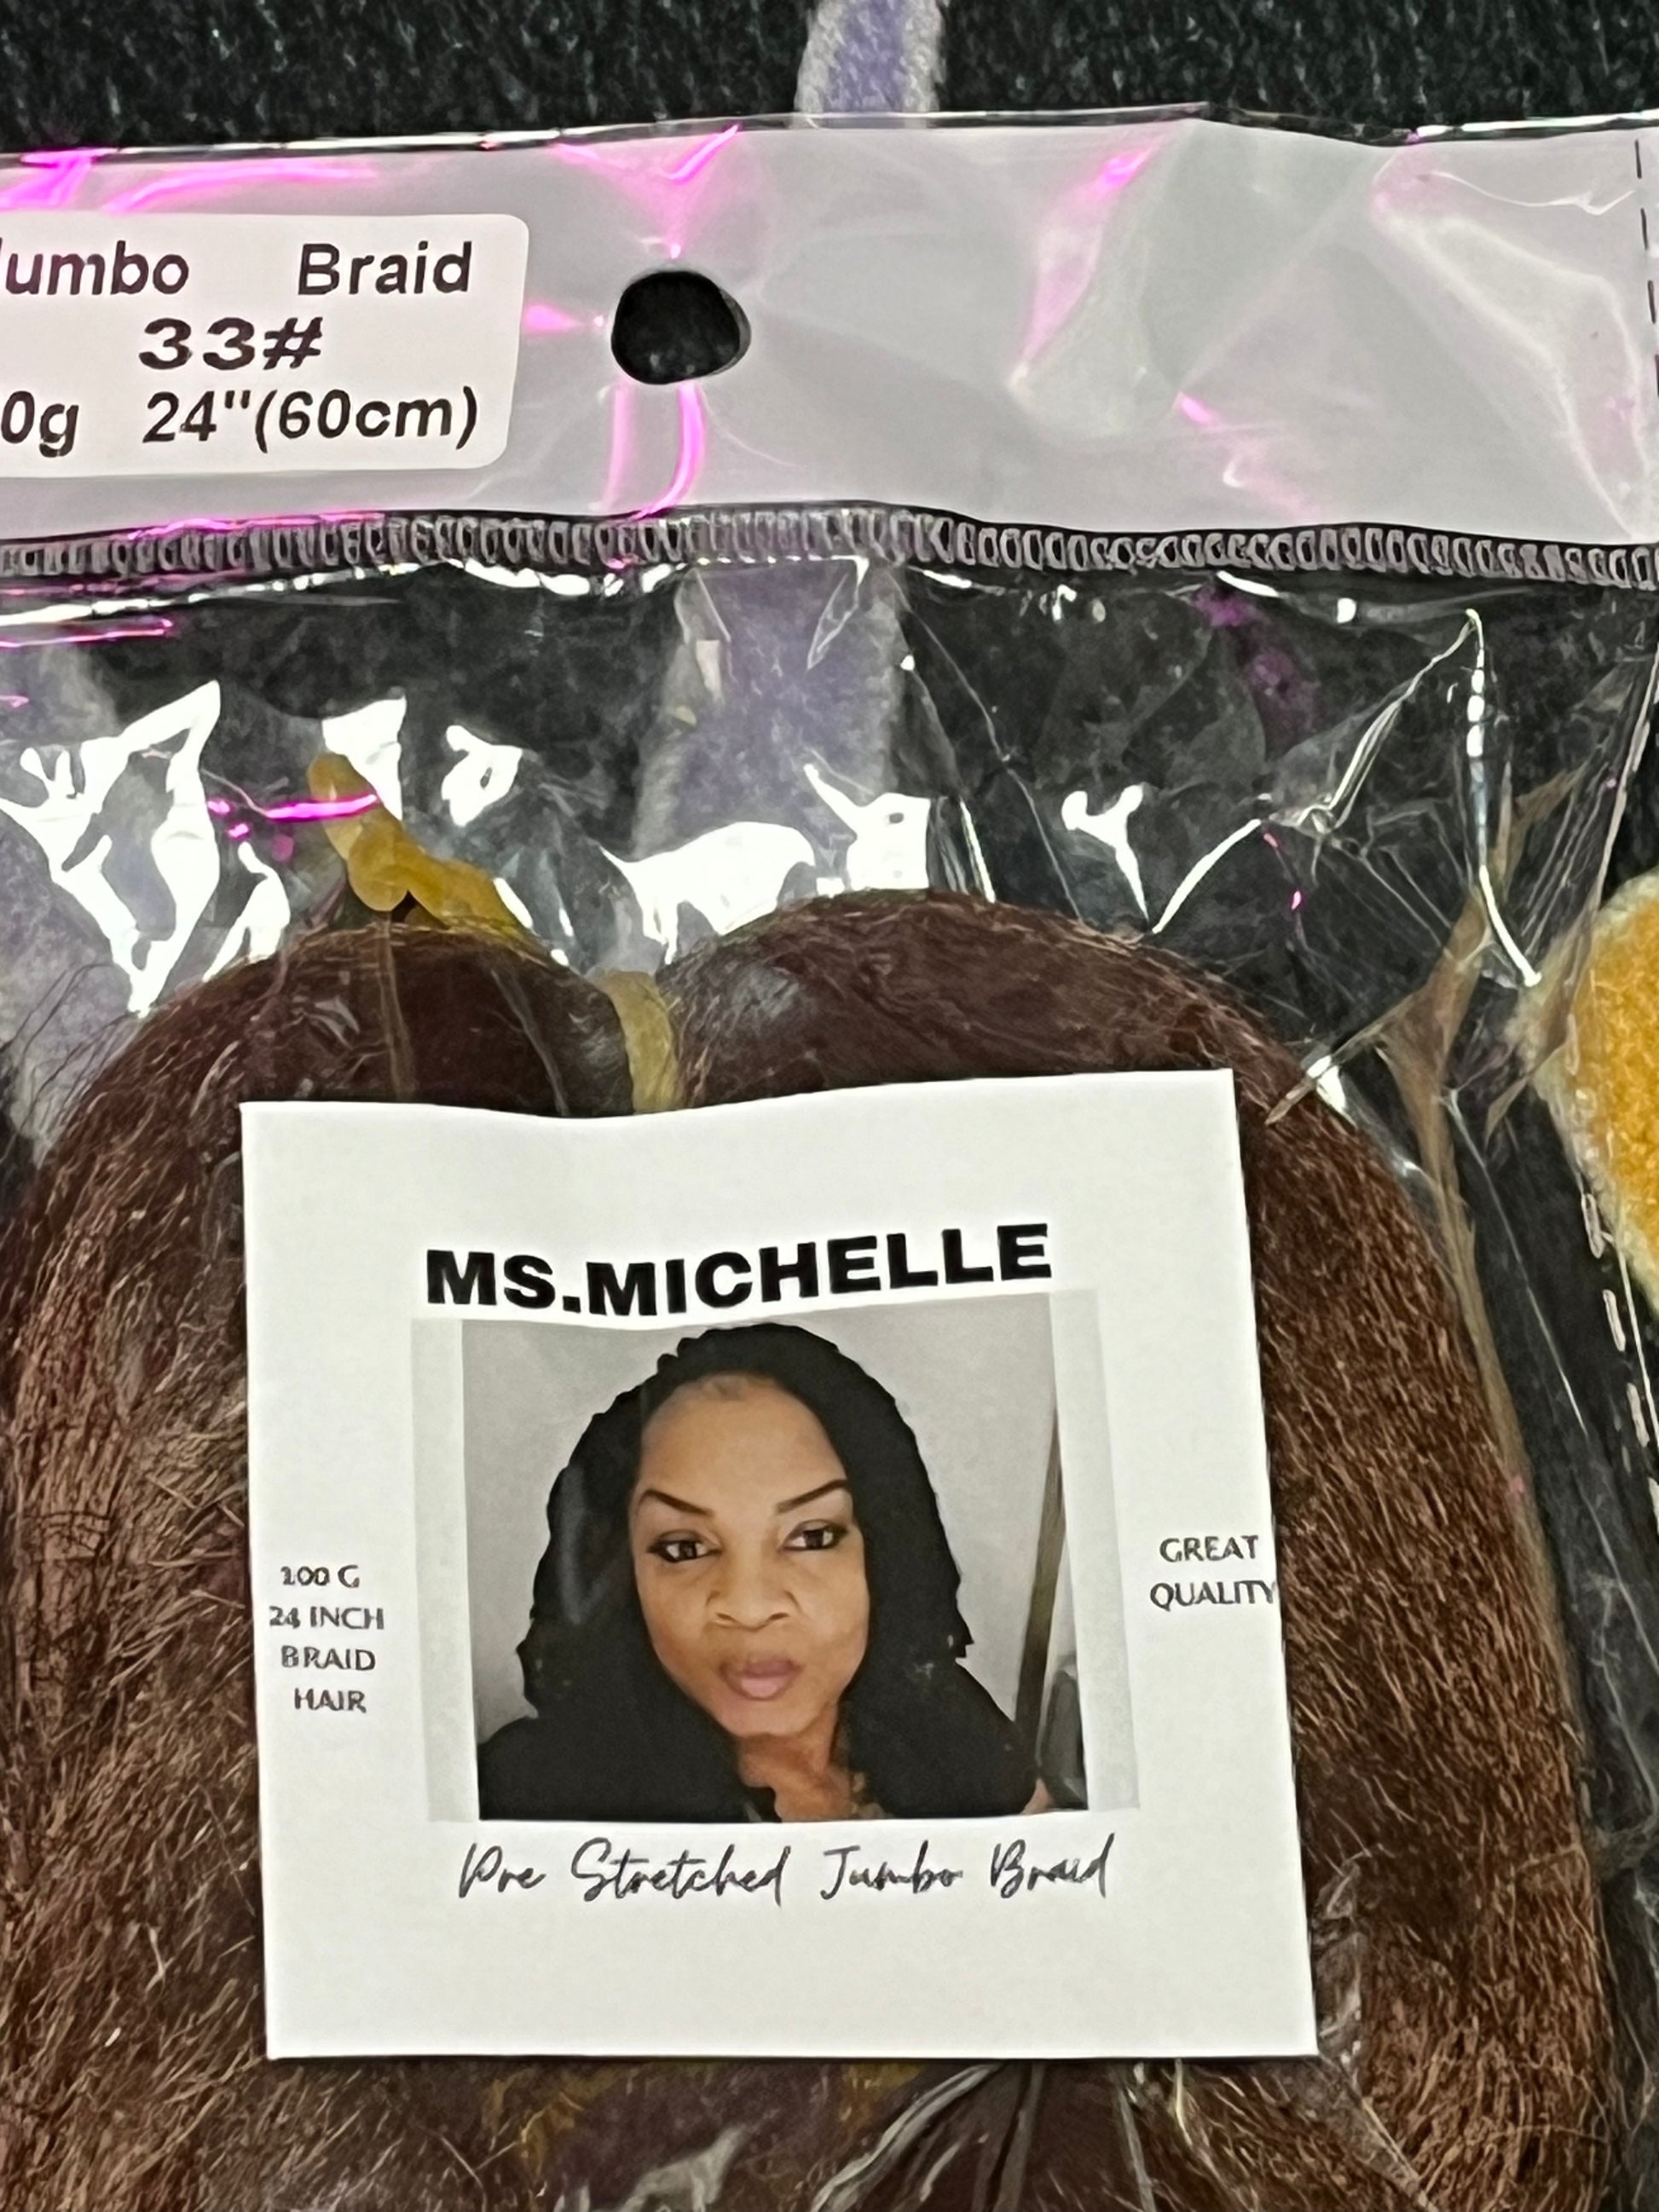 umbo Braid
33#
0g 24"(60cm)
MS.MICHELLE
100 G
24 INCH
BRAID
HAIR
GREAT
QUALITY
Pre Stretched Jumbo Braid